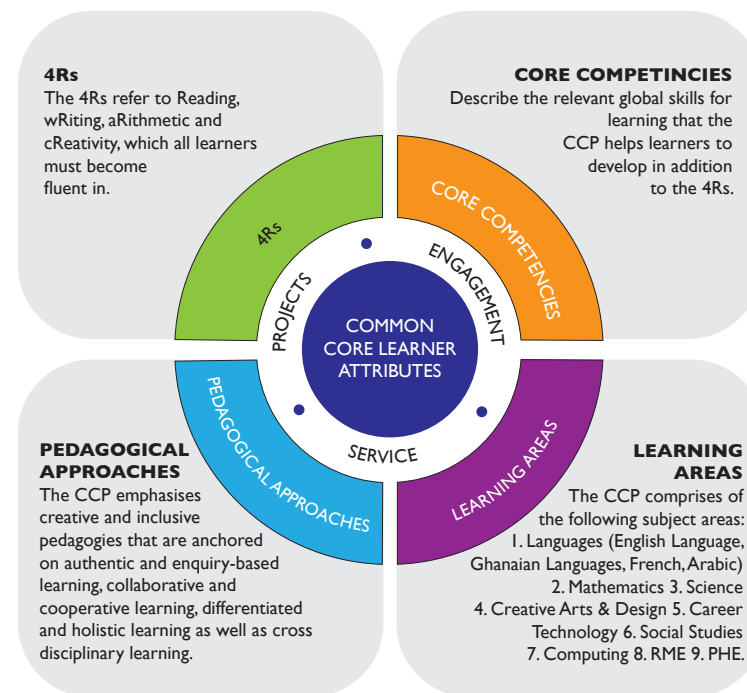 4Rs
The 4Rs refer to Reading,
wRiting, aRithmetic and
cReativity, which all learners
must become
fluent in.
CORE COMPETINCIES
Describe the relevant global skills for
learning that the
CCP helps learners to
develop in addition
to the 4Rs.
4Rs
CORE COMPETENCIES
PROJECTS
ENGAGEMENT
COMMON
CORE LEARNER
ATTRIBUTES
SERVICE
PEDAGOGICAL APPROACHES
LEARNING AREAS
PEDAGOGICAL
APPROACHES
The CCP emphasises
creative and inclusive
pedagogies that are anchored
on authentic and enquiry-based
learning, collaborative and
cooperative learning, differentiated
and holistic learning as well as cross
disciplinary learning.
LEARNING
AREAS
The CCP comprises of
the following subject areas:
1. Languages (English Language,
Ghanaian Languages, French, Arabic)
2. Mathematics 3. Science
4. Creative Arts & Design 5. Career
Technology 6. Social Studies
7. Computing 8. RME 9. PHE.